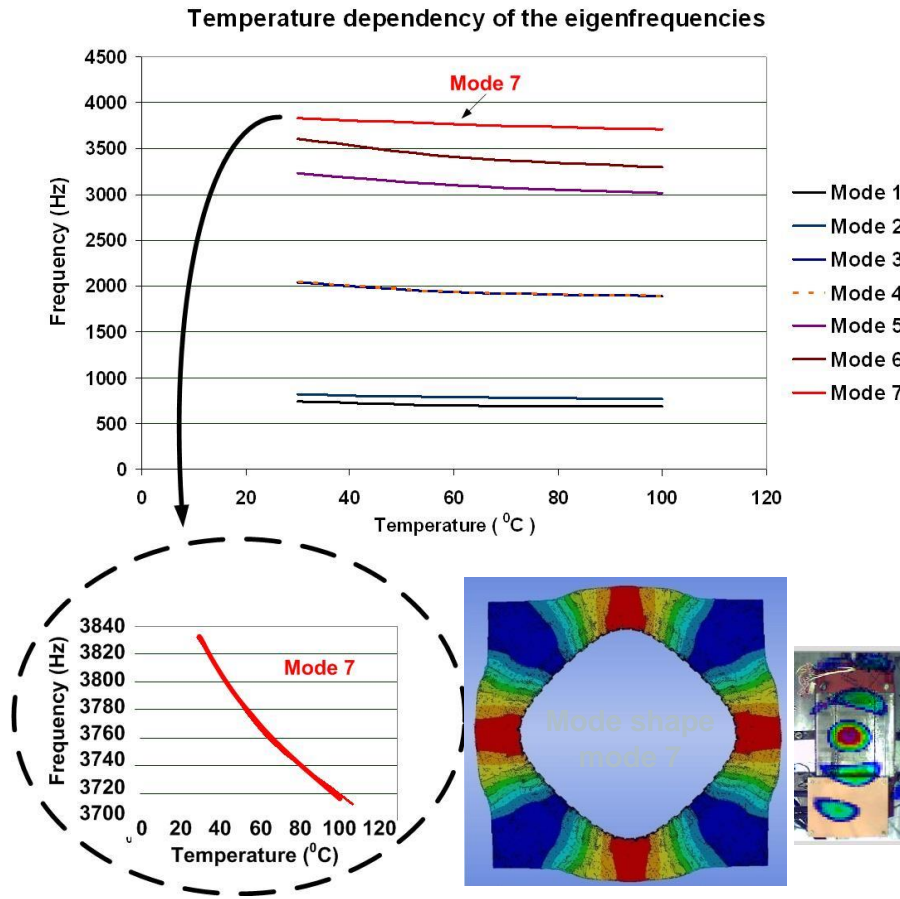 Temperature dependency of the eigenfrequencies
4500
4000
3500
3000
2500
2000
1500
1000
500
0
Frequency (Hz)
Mode 7
0
20
40
60
80
100
120
Temperature ( ⁰C )
Mode 1
Mode 2
Mode 3
Mode 4
Mode 5
Mode 6
Mode 7
3840
3820
3800
3780
3760
3740
3720
3700
Frequency (Hz)
Mode 7
0 20 40 60 80 100 120
Temperature (⁰C)
Mode shape
mode 7